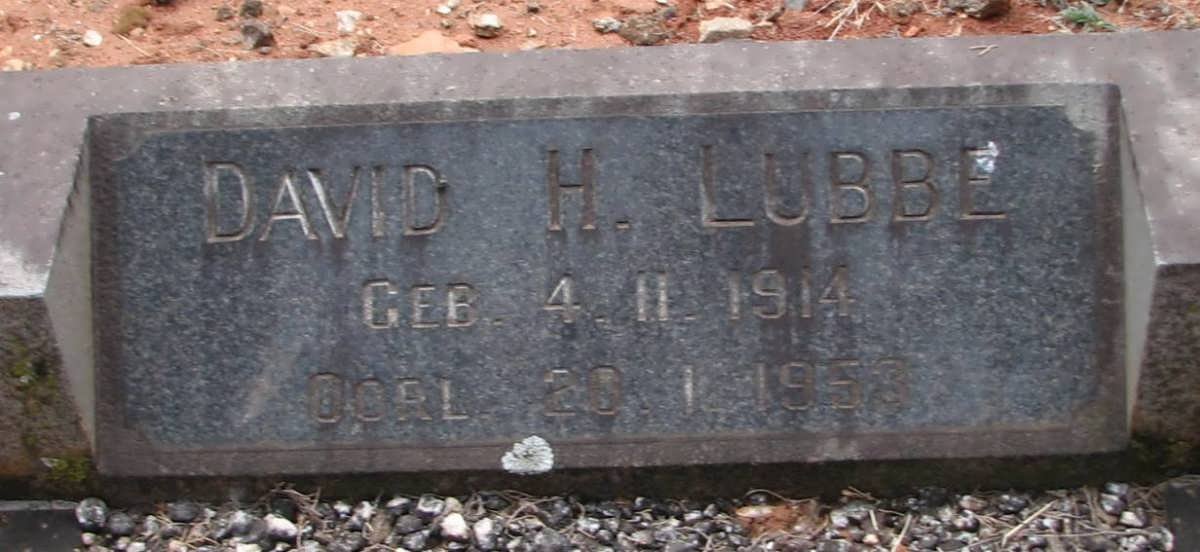 DAVID H. LUBBE
GEB. 4.11.1914
OORL. 20.1.1953